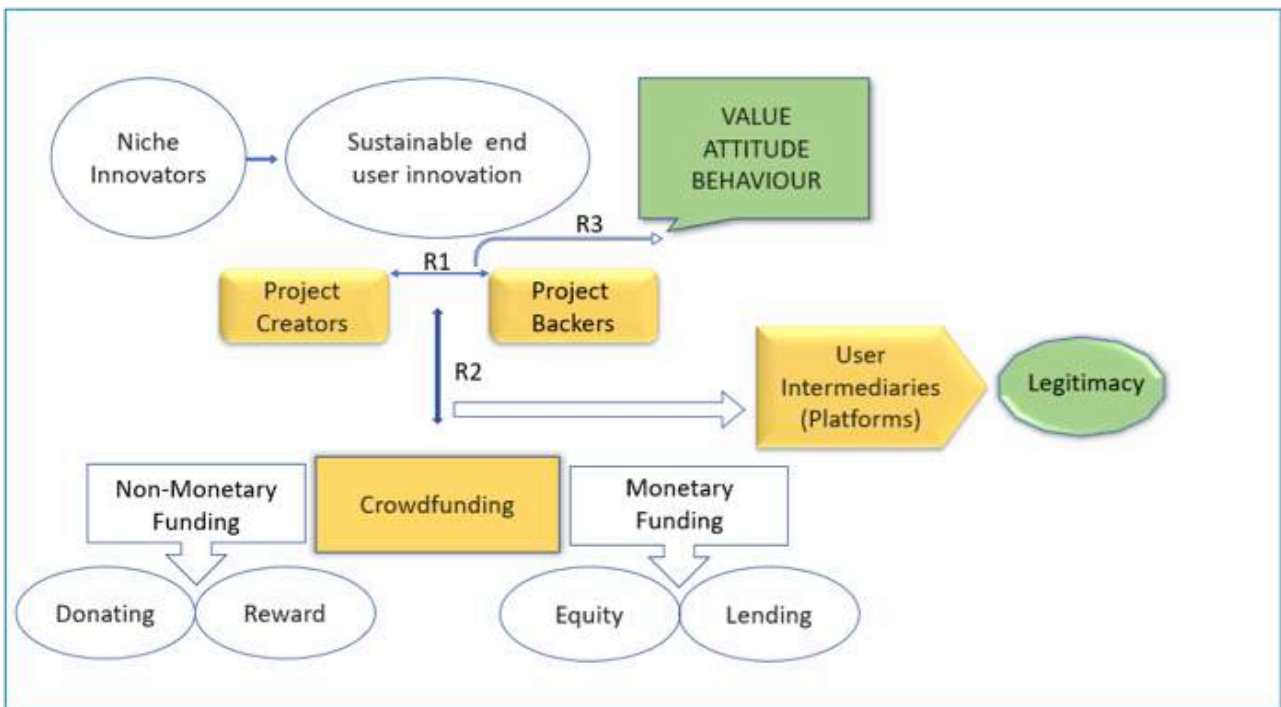 Niche
Innovators
Sustainable end
user innovation
VALUE
ATTITUDE
BEHAVIOUR
R3
R1
Project
Creators
Project
Backers
R2
User
Intermediaries
(Platforms)
Legitimacy
Non-Monetary
Funding
Crowdfunding
Monetary
Funding
Donating
Reward
Equity
Lending